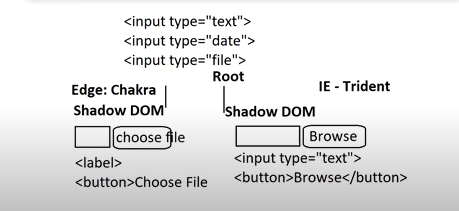 <input type="text">
<input type="date">
<input type="file">
Root
Edge: Chakra
IE - Trident
Shadow DOM
Shadow DOM
choose file
Browse
<label>
<input type="text">
<button>Choose File
<button>Browse</button>